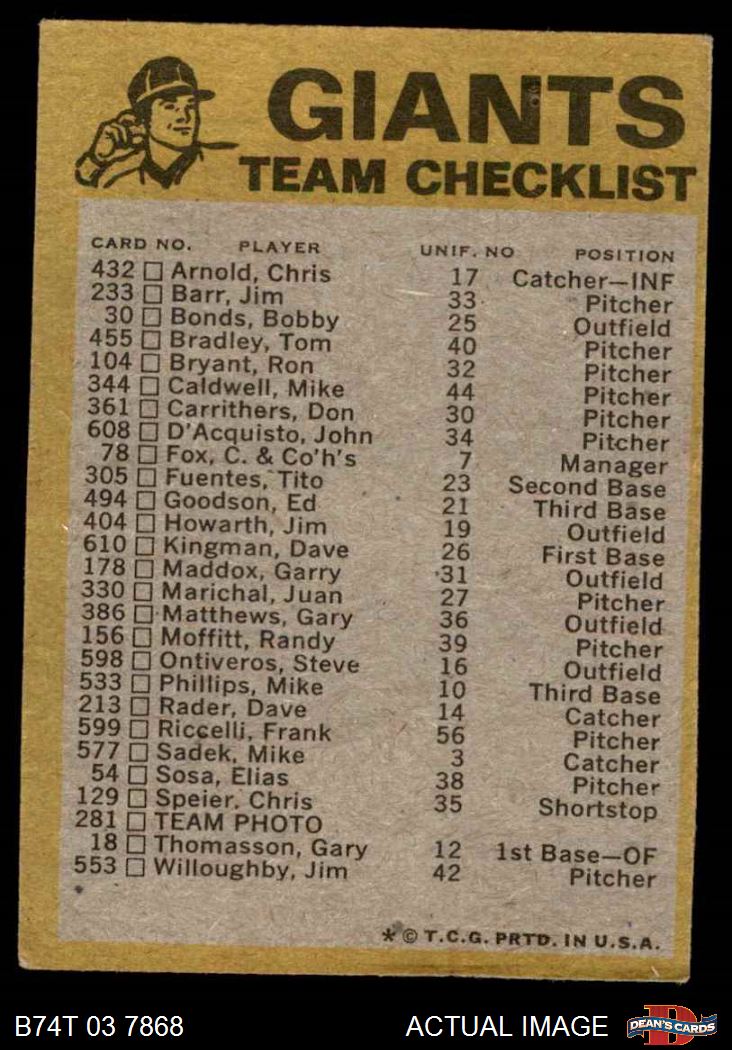 GIANTS
TEAM CHECKLIST
CARD NO. PLAYER UNIF. NO POSITION
432 Arnold, Chris 17 Catcher—INF
233 Barr, Jim 33 Pitcher
30 Bonds, Bobby 25 Outfield
455 Bradley, Tom 40 Pitcher
104 Bryant, Ron 32 Pitcher
344 Caldwell, Mike 44 Pitcher
361 Carrithers, Don 30 Pitcher
608 D'Acquisto, John 34 Pitcher
78 Fox, C. & Co'h's 7 Manager
305 Fuentes, Tito 23 Second Base
494 Goodson, Ed 21 Third Base
404 Howarth, Jim 19 Outfield
610 Kingman, Dave 26 First Base
178 Maddox, Garry 31 Outfield
330 Marichal, Juan 27 Pitcher
386 Matthews, Gary 36 Outfield
156 Moffitt, Randy 39 Pitcher
598 Ontiveros, Steve 16 Outfield
533 Phillips, Mike 10 Third Base
213 Rader, Dave 14 Catcher
599 Riccelli, Frank 56 Pitcher
577 Sadek, Mike 3 Catcher
54 Sosa, Elias 38 Pitcher
129 Speier, Chris 35 Shortstop
281 TEAM PHOTO
18 Thomasson, Gary 12 1st Base—OF
553 Willoughby, Jim 42 Pitcher
* © T.C.G. PRTD. IN U.S.A.
B74T 03 7868 ACTUAL IMAGE D DEAN'S CARDS